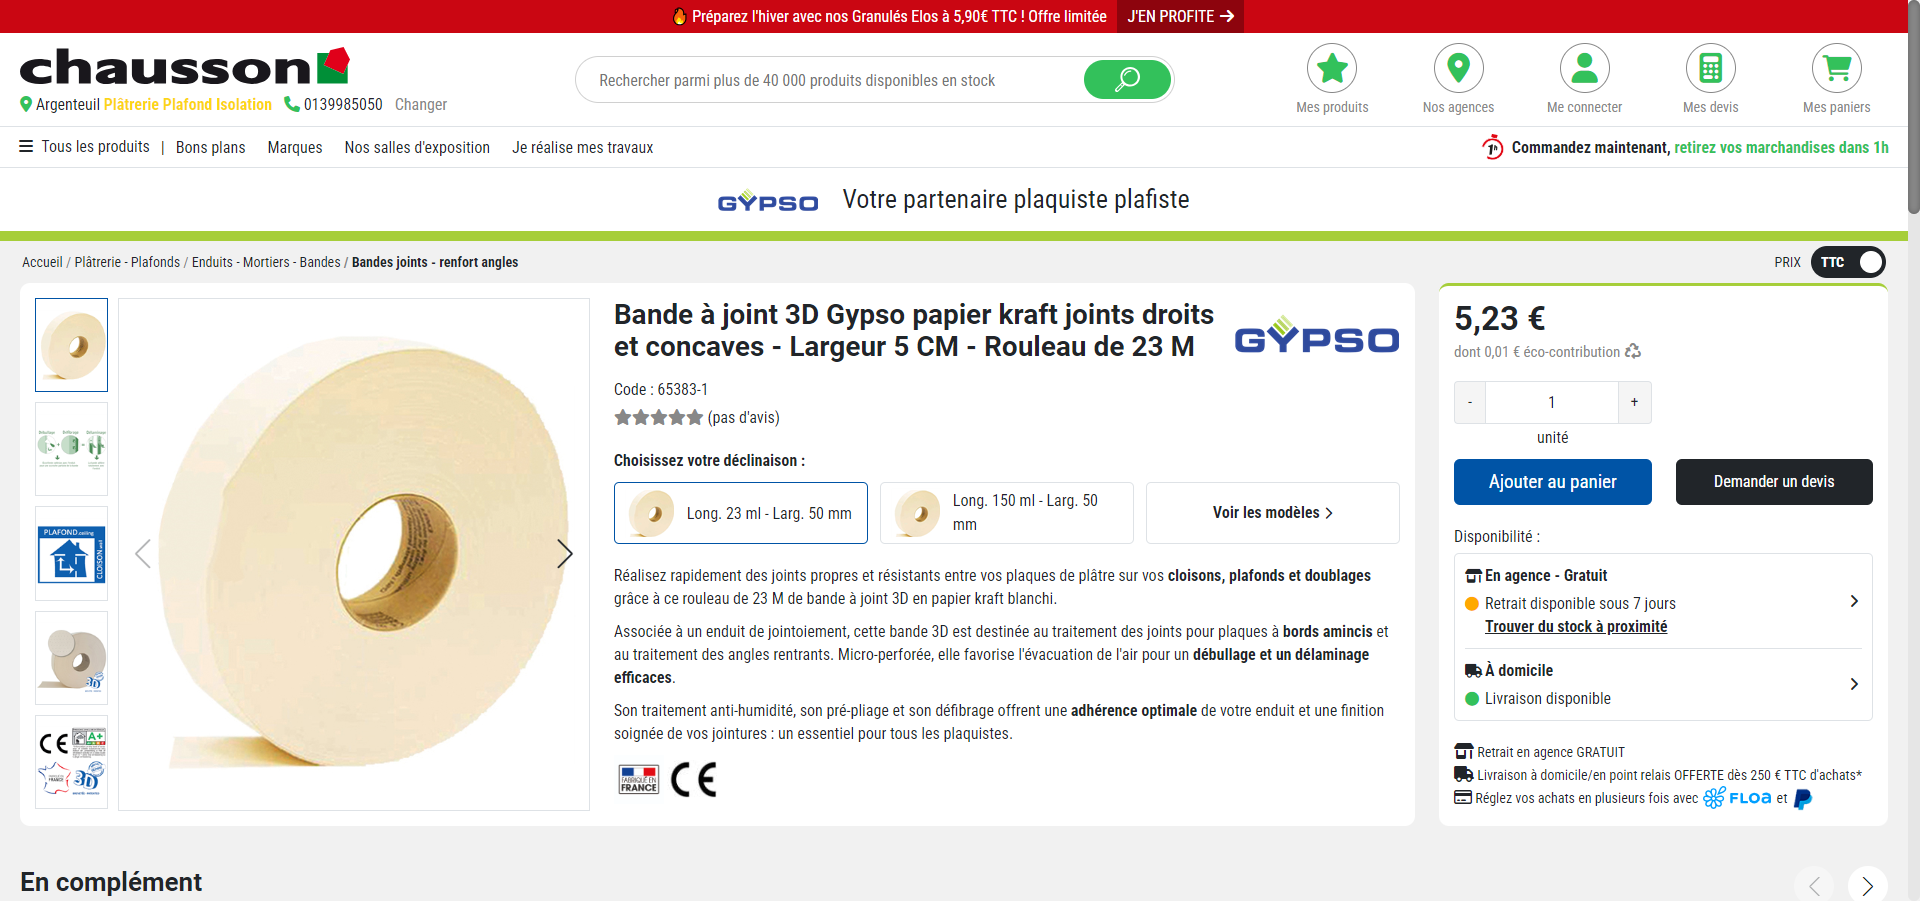 Préparez l'hiver avec nos Granulés Elos à 5,90€ TTC ! Offre limitée J'EN PROFITE
chausson
Argenteuil Plâtrerie Plafond Isolation 0139985050 Changer
Rechercher parmi plus de 40 000 produits disponibles en stock
Mes produits Nos agences Me connecter Mes devis Mes paniers
Tous les produits | Bons plans Marques Nos salles d'exposition Je réalise mes travaux
1h Commandez maintenant, retirez vos marchandises dans 1h
GYPSO Votre partenaire plaquiste plafiste
Accueil / Plâtrerie - Plafonds / Enduits - Mortiers - Bandes / Bandes joints - renfort angles
PRIX TTC
PLAFOND
CLOISON
3D
CE A+
FRANCE 3D
Bande à joint 3D Gypso papier kraft joints droits
et concaves - Largeur 5 CM - Rouleau de 23 M
GYPSO
Code : 65383-1
(pas d'avis)
Choisissez votre déclinaison :
Long. 23 ml - Larg. 50 mm
Long. 150 ml - Larg. 50
mm
Voir les modèles
Réalisez rapidement des joints propres et résistants entre vos plaques de plâtre sur vos cloisons, plafonds et doublages
grâce à ce rouleau de 23 M de bande à joint 3D en papier kraft blanchi.
Associée à un enduit de jointoiement, cette bande 3D est destinée au traitement des joints pour plaques à bords amincis et
au traitement des angles rentrants. Micro-perforée, elle favorise l'évacuation de l'air pour un débullage et un délaminage
efficaces.
Son traitement anti-humidité, son pré-pliage et son défibrage offrent une adhérence optimale de votre enduit et une finition
soignée de vos jointures : un essentiel pour tous les plaquistes.
FABRIQUÉ EN
FRANCE
CE
5,23 €
dont 0,01 € éco-contribution
- 1 +
unité
Ajouter au panier
Demander un devis
Disponibilité :
En agence - Gratuit
Retrait disponible sous 7 jours
Trouver du stock à proximité
À domicile
Livraison disponible
Retrait en agence GRATUIT
Livraison à domicile/en point relais OFFERTE dès 250 € TTC d'achats*
Réglez vos achats en plusieurs fois avec FLOA et
En complément